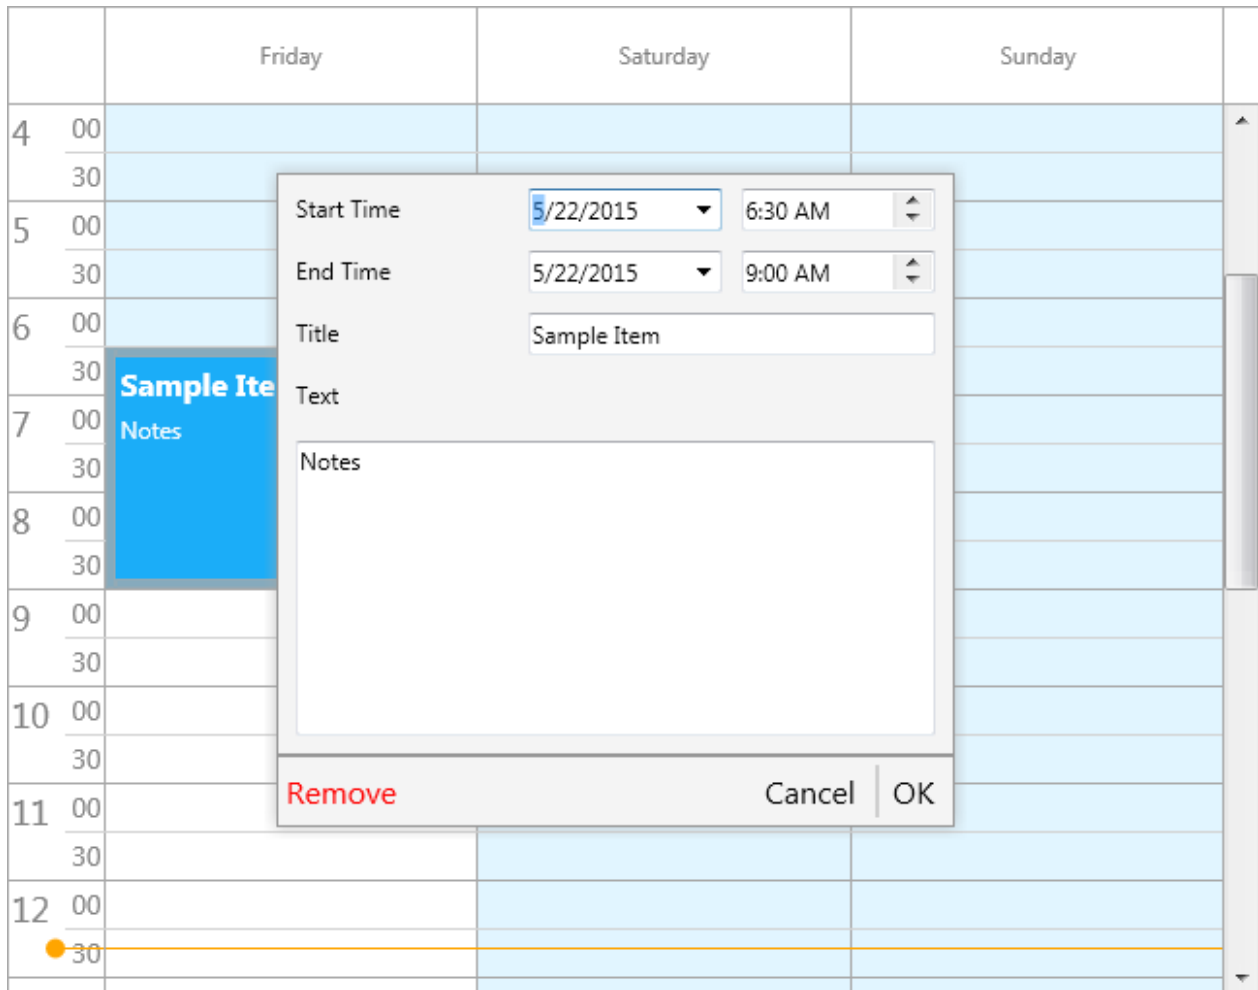 Friday Saturday Sunday
4 00
30
5 00
30
6 00
30
7 00
30
8 00
30
9 00
30
10 00
30
11 00
30
12 00
30
Sample Ite
Notes
Start Time 5/22/2015 6:30 AM
End Time 5/22/2015 9:00 AM
Title Sample Item
Text
Notes
Remove Cancel OK